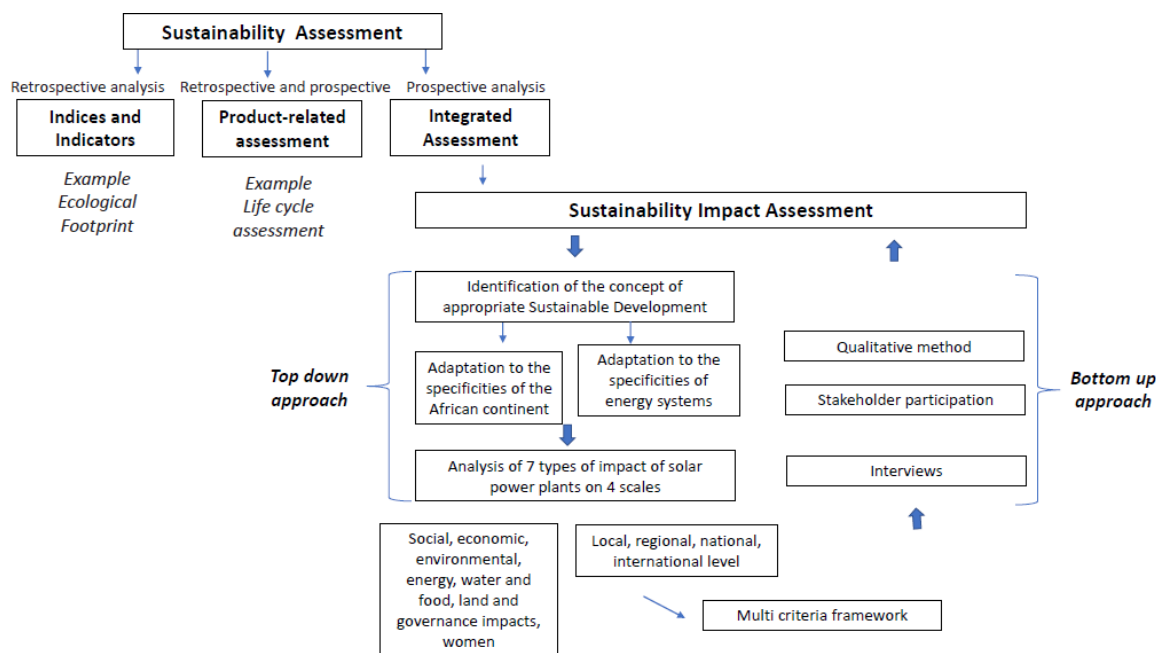 Sustainability Assessment
Retrospective analysis
Retrospective and prospective
Prospective analysis
Indices and
Indicators
Product-related
assessment
Integrated
Assessment
Example
Ecological
Footprint
Example
Life cycle
assessment
Sustainability Impact Assessment
Identification of the concept of
appropriate Sustainable Development
Adaptation to the
specificities of the
African continent
Adaptation to the
specificities of
energy systems
Top down
approach
Analysis of 7 types of impact of solar
power plants on 4 scales
Qualitative method
Stakeholder participation
Interviews
Bottom up
approach
Social, economic,
environmental,
energy, water and
food, land and
governance impacts,
women
Local, regional, national,
international level
Multi criteria framework